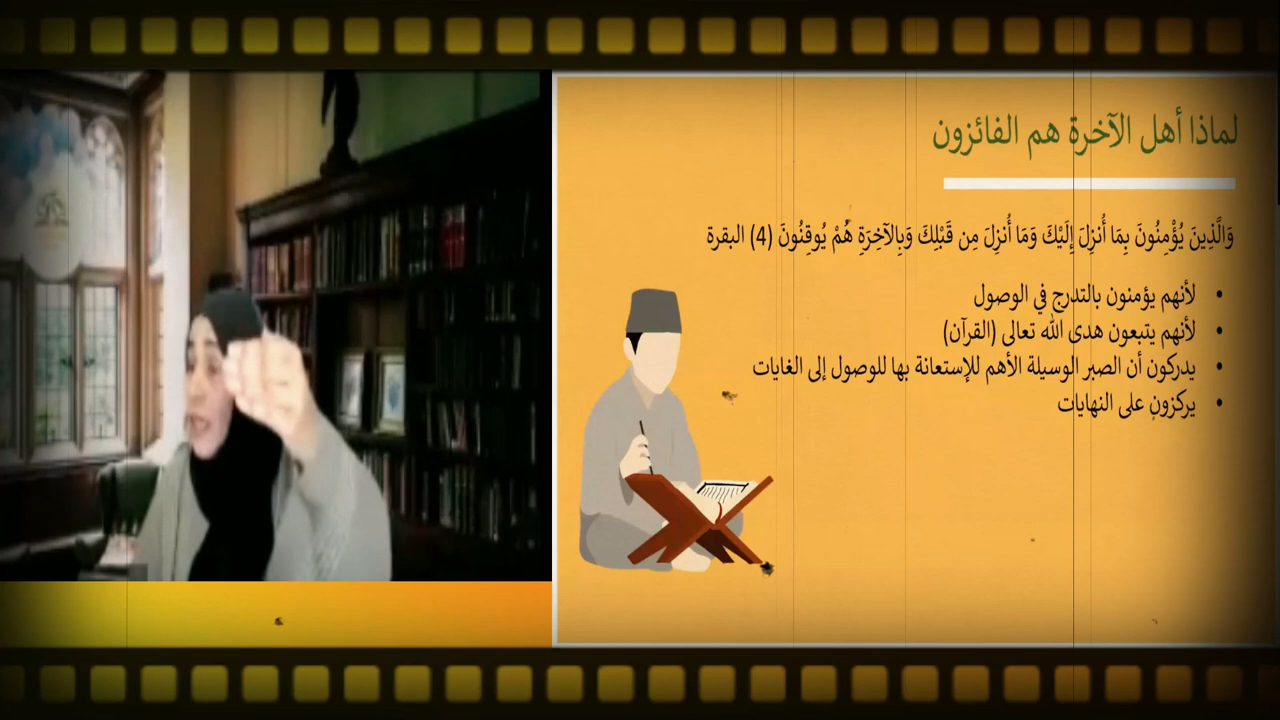 لماذا أهل الآخرة هم الفائزون
وَالَّذِينَ يُؤْمِنُونَ بِمَا أُنزِلَ إِلَيْكَ وَمَا أُنزِلَ مِن قَبْلِكَ وَبِالآخِرَةِ هُمْ يُوقِنُونَ (4) البقرة
• لأنهم يؤمنون بالتدرج في الوصول
• لأنهم يتبعون هدى الله تعالى (القرآن)
• يدركون أن الصبر الوسيلة الأهم للإستعانة بها للوصول إلى الغايات
• يركزون على النهايات